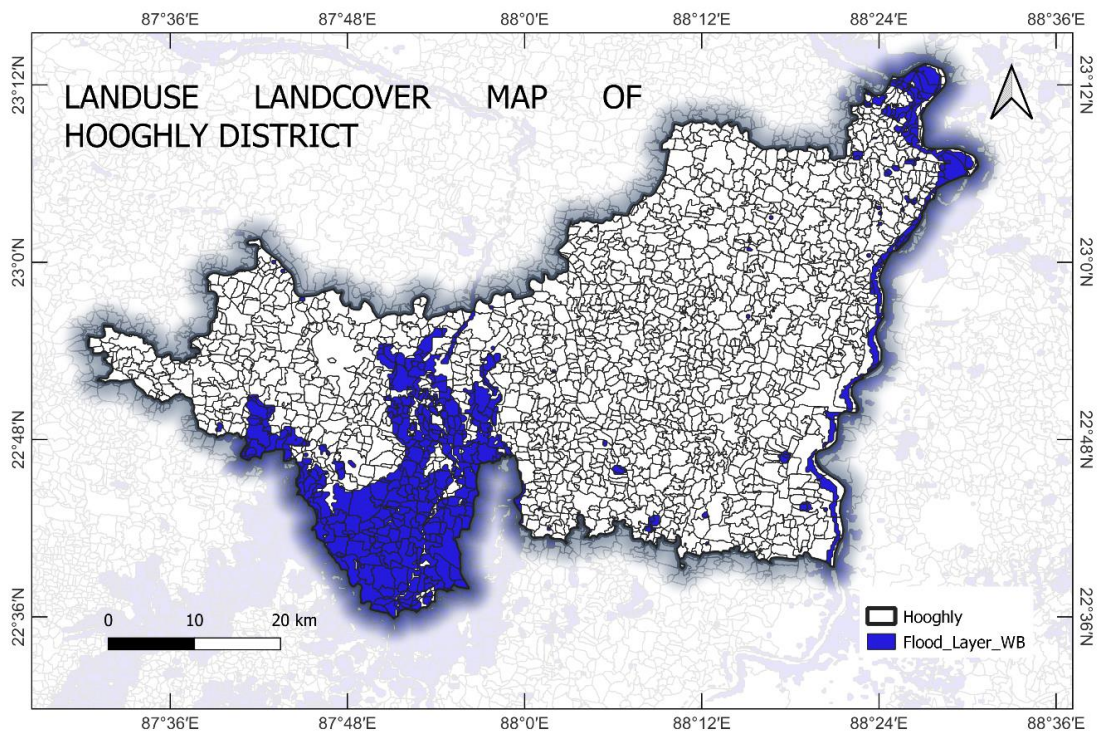 87°36'E 87°48'E 88°0'E 88°12'E 88°24'E 88°36'E
23°12'N 23°12'N
LANDUSE LANDCOVER MAP OF
HOOGHLY DISTRICT
23°0'N 23°0'N
22°48'N 22°48'N
0 10 20 km
22°36'N 22°36'N
Hooghly
Flood_Layer_WB
87°36'E 87°48'E 88°0'E 88°12'E 88°24'E 88°36'E